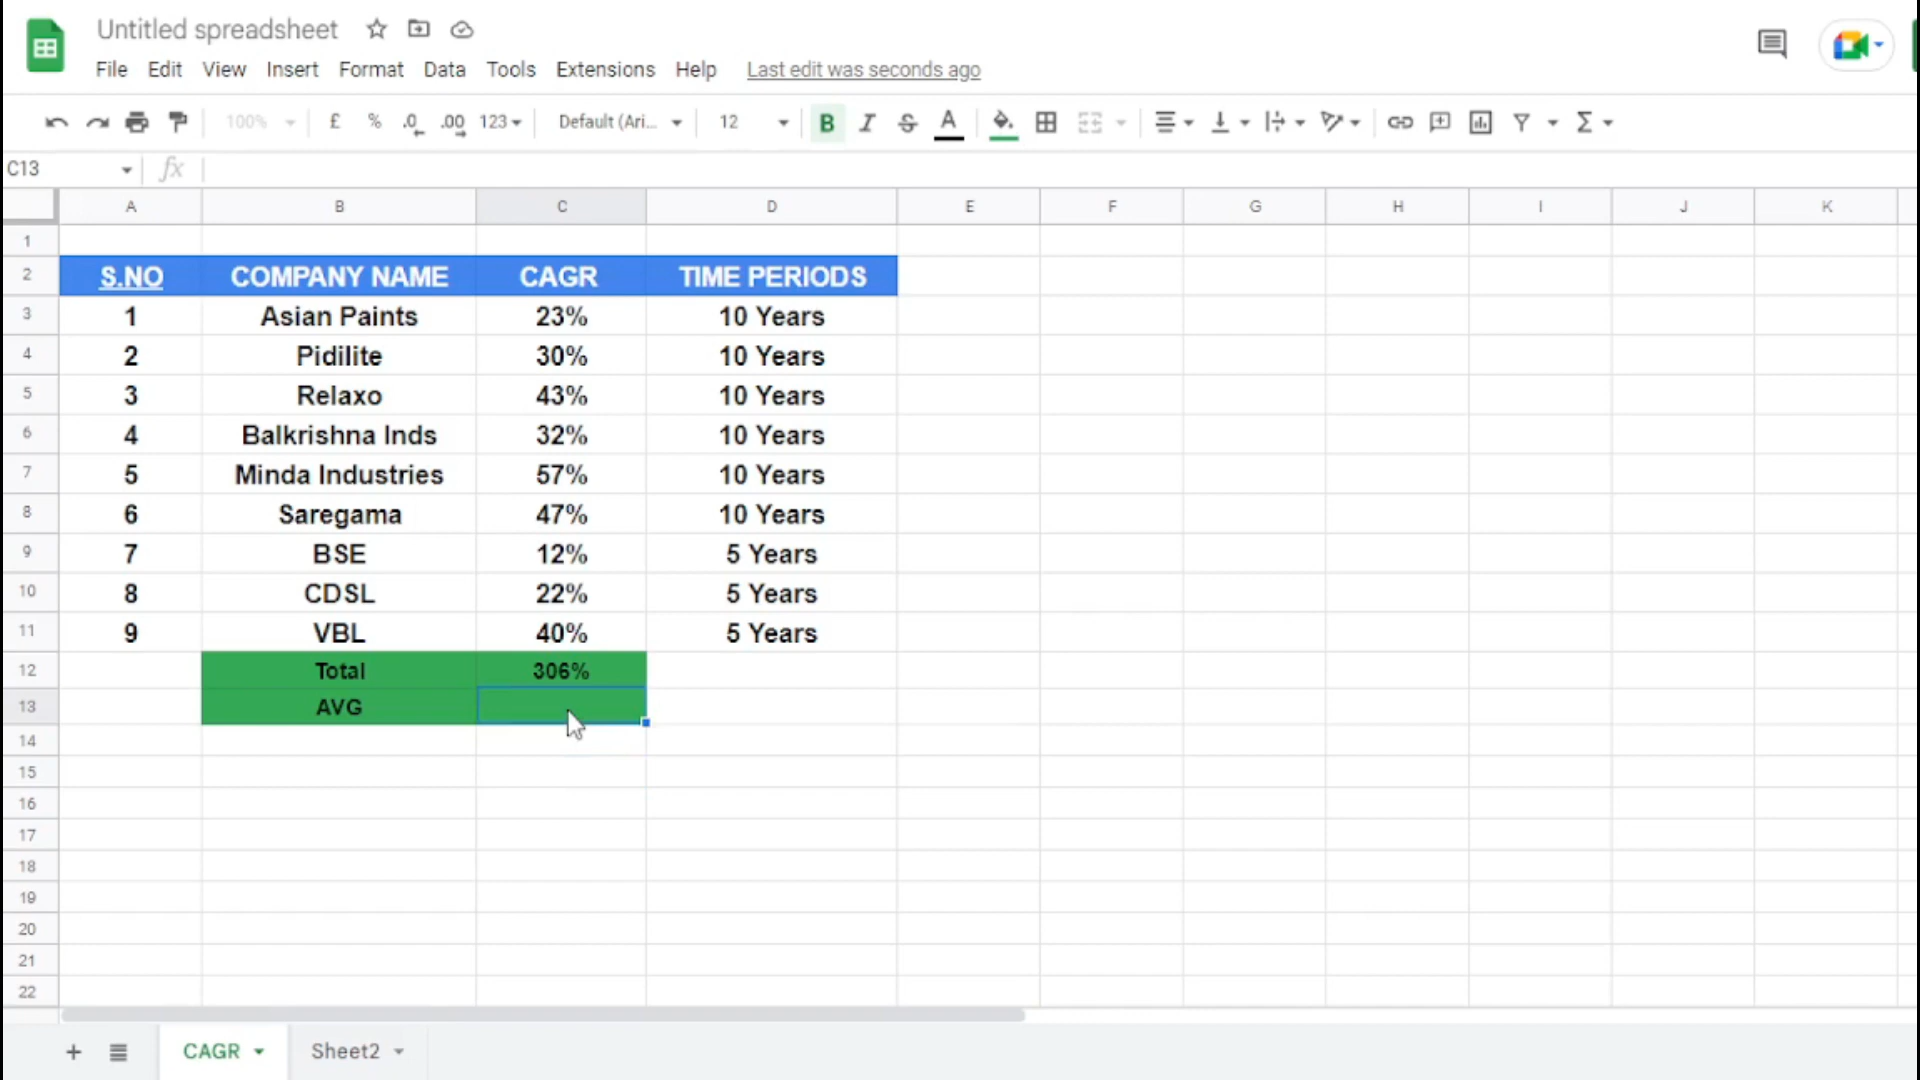 Untitled spreadsheet
File Edit View Insert Format Data Tools Extensions Help Last edit was seconds ago
100% £ % .0 .00 123 Default (Ari... 12 B I S A Σ
C13 fx
A B C D E F G H I J K
1
2 S.NO COMPANY NAME CAGR TIME PERIODS
3 1 Asian Paints 23% 10 Years
4 2 Pidilite 30% 10 Years
5 3 Relaxo 43% 10 Years
6 4 Balkrishna Inds 32% 10 Years
7 5 Minda Industries 57% 10 Years
8 6 Saregama 47% 10 Years
9 7 BSE 12% 5 Years
10 8 CDSL 22% 5 Years
11 9 VBL 40% 5 Years
12 Total 306%
13 AVG
14
15
16
17
18
19
20
21
22
+ CAGR Sheet2